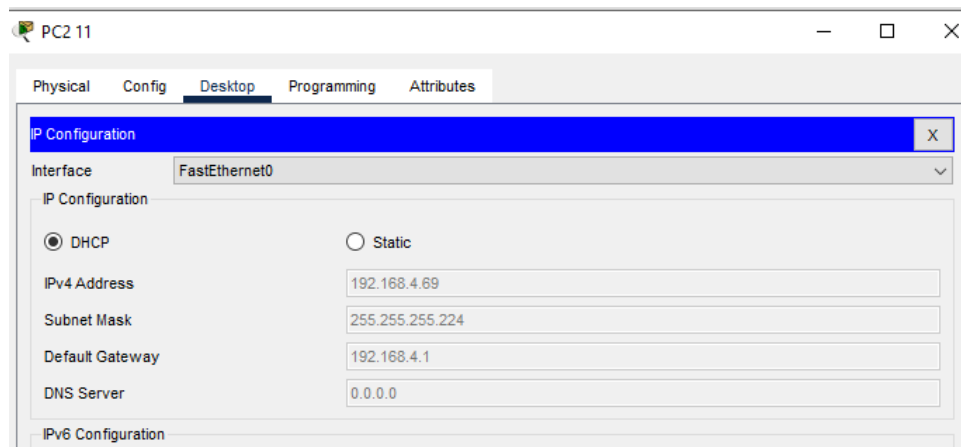 PC2 11
Physical Config Desktop Programming Attributes
IP Configuration X
Interface FastEthernet0
IP Configuration
DHCP Static
IPv4 Address 192.168.4.69
Subnet Mask 255.255.255.224
Default Gateway 192.168.4.1
DNS Server 0.0.0.0
IPv6 Configuration